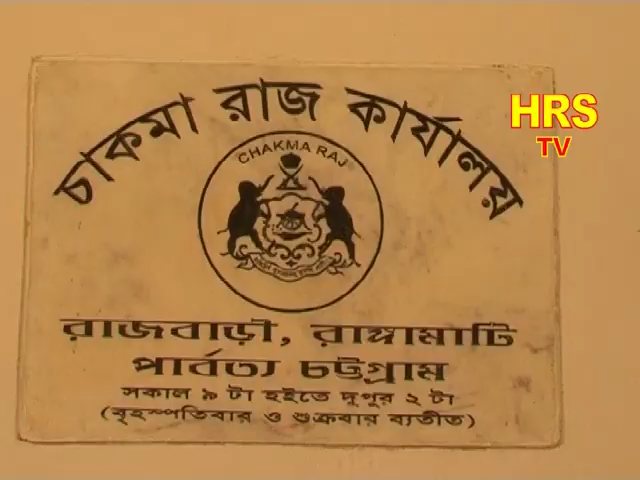 চাকমা রাজ কার্যালয়
HRS
TV
CHAKMA RAJ
রাজবাড়ী, রাঙ্গামাটি
পার্বত্য চট্টগ্রাম
সকাল ৯ টা হইতে দুপুর ২ টা
(বৃহস্পতিবার ও শুক্রবার ব্যতীত)